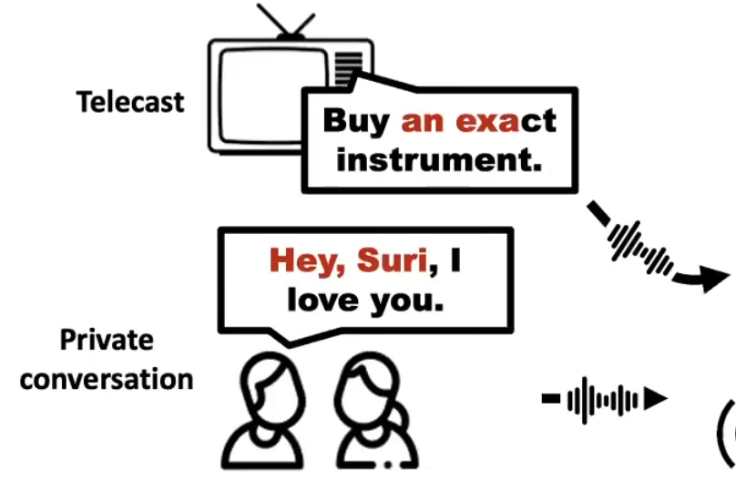 Telecast
Buy an exact
instrument.
Hey, Suri, I
love you.
Private
conversation